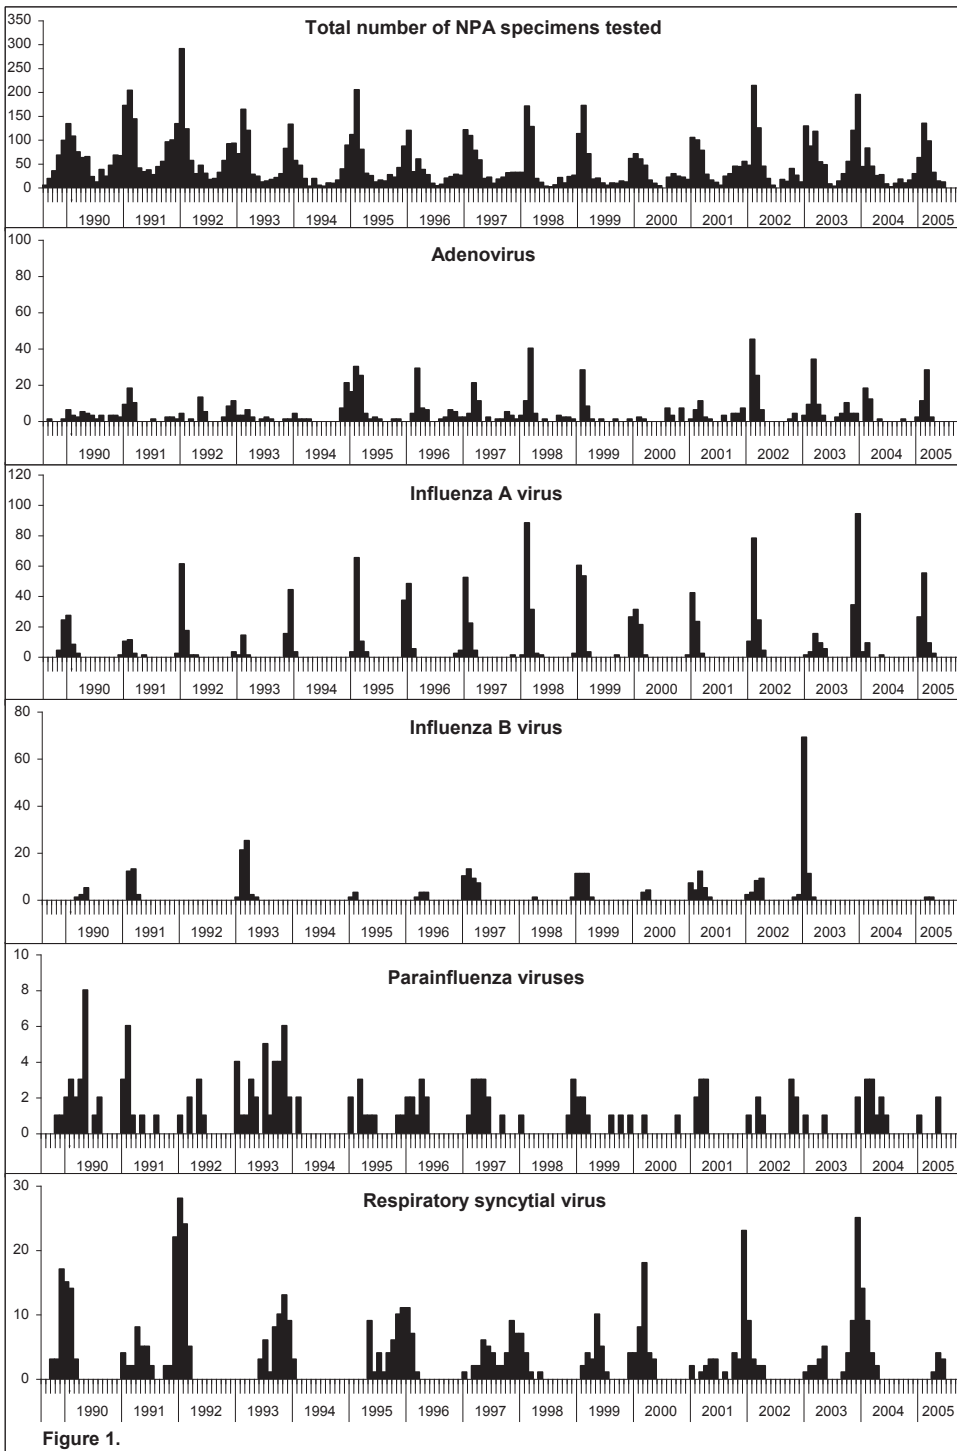 Total number of NPA specimens tested
350
300
250
200
150
100
50
0
1990 1991 1992 1993 1994 1995 1996 1997 1998 1999 2000 2001 2002 2003 2004 2005
Adenovirus
100
80
60
40
20
0
1990 1991 1992 1993 1994 1995 1996 1997 1998 1999 2000 2001 2002 2003 2004 2005
Influenza A virus
120
100
80
60
40
20
0
1990 1991 1992 1993 1994 1995 1996 1997 1998 1999 2000 2001 2002 2003 2004 2005
Influenza B virus
80
60
40
20
0
1990 1991 1992 1993 1994 1995 1996 1997 1998 1999 2000 2001 2002 2003 2004 2005
Parainfluenza viruses
10
8
6
4
2
0
1990 1991 1992 1993 1994 1995 1996 1997 1998 1999 2000 2001 2002 2003 2004 2005
Respiratory syncytial virus
30
20
10
0
1990 1991 1992 1993 1994 1995 1996 1997 1998 1999 2000 2001 2002 2003 2004 2005
Figure 1.